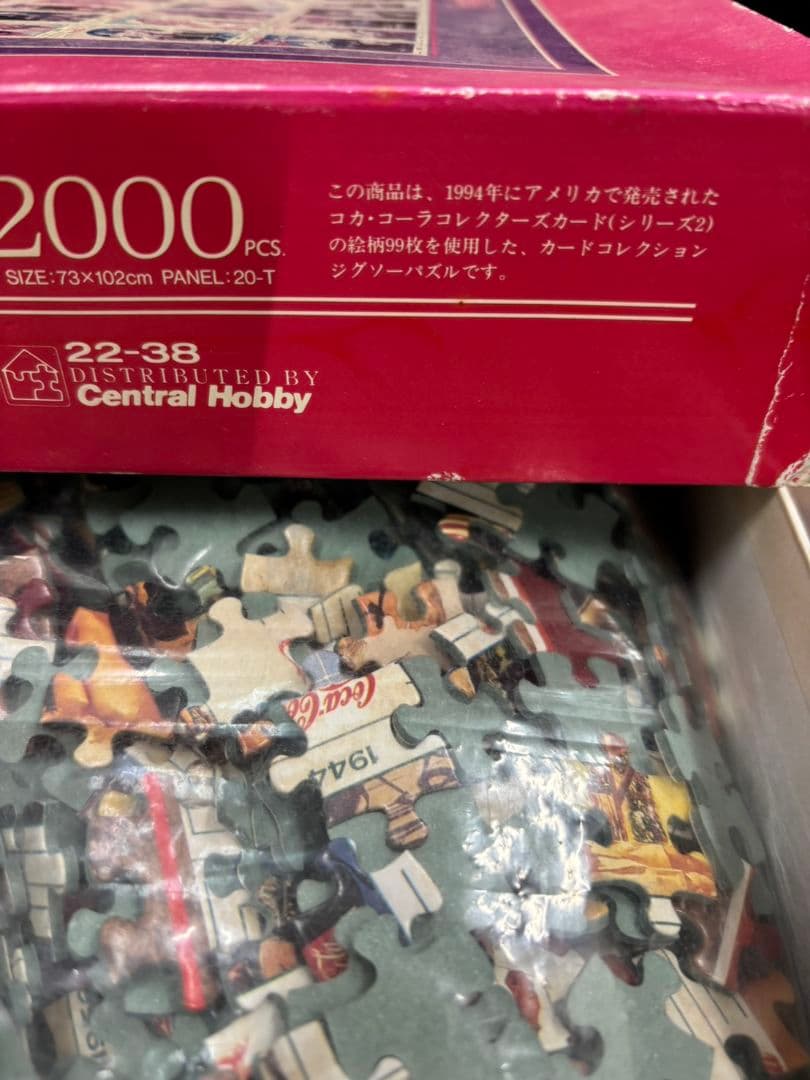 2000 PCS.
SIZE:73×102cm PANEL:20-T
この商品は、1994年にアメリカで発売された
コカ・コーラコレクターズカード(シリーズ2)
の絵柄99枚を使用した、カードコレクション
ジグソーパズルです。
22-38
DISTRIBUTED BY
Central Hobby
Coca-Co
1944